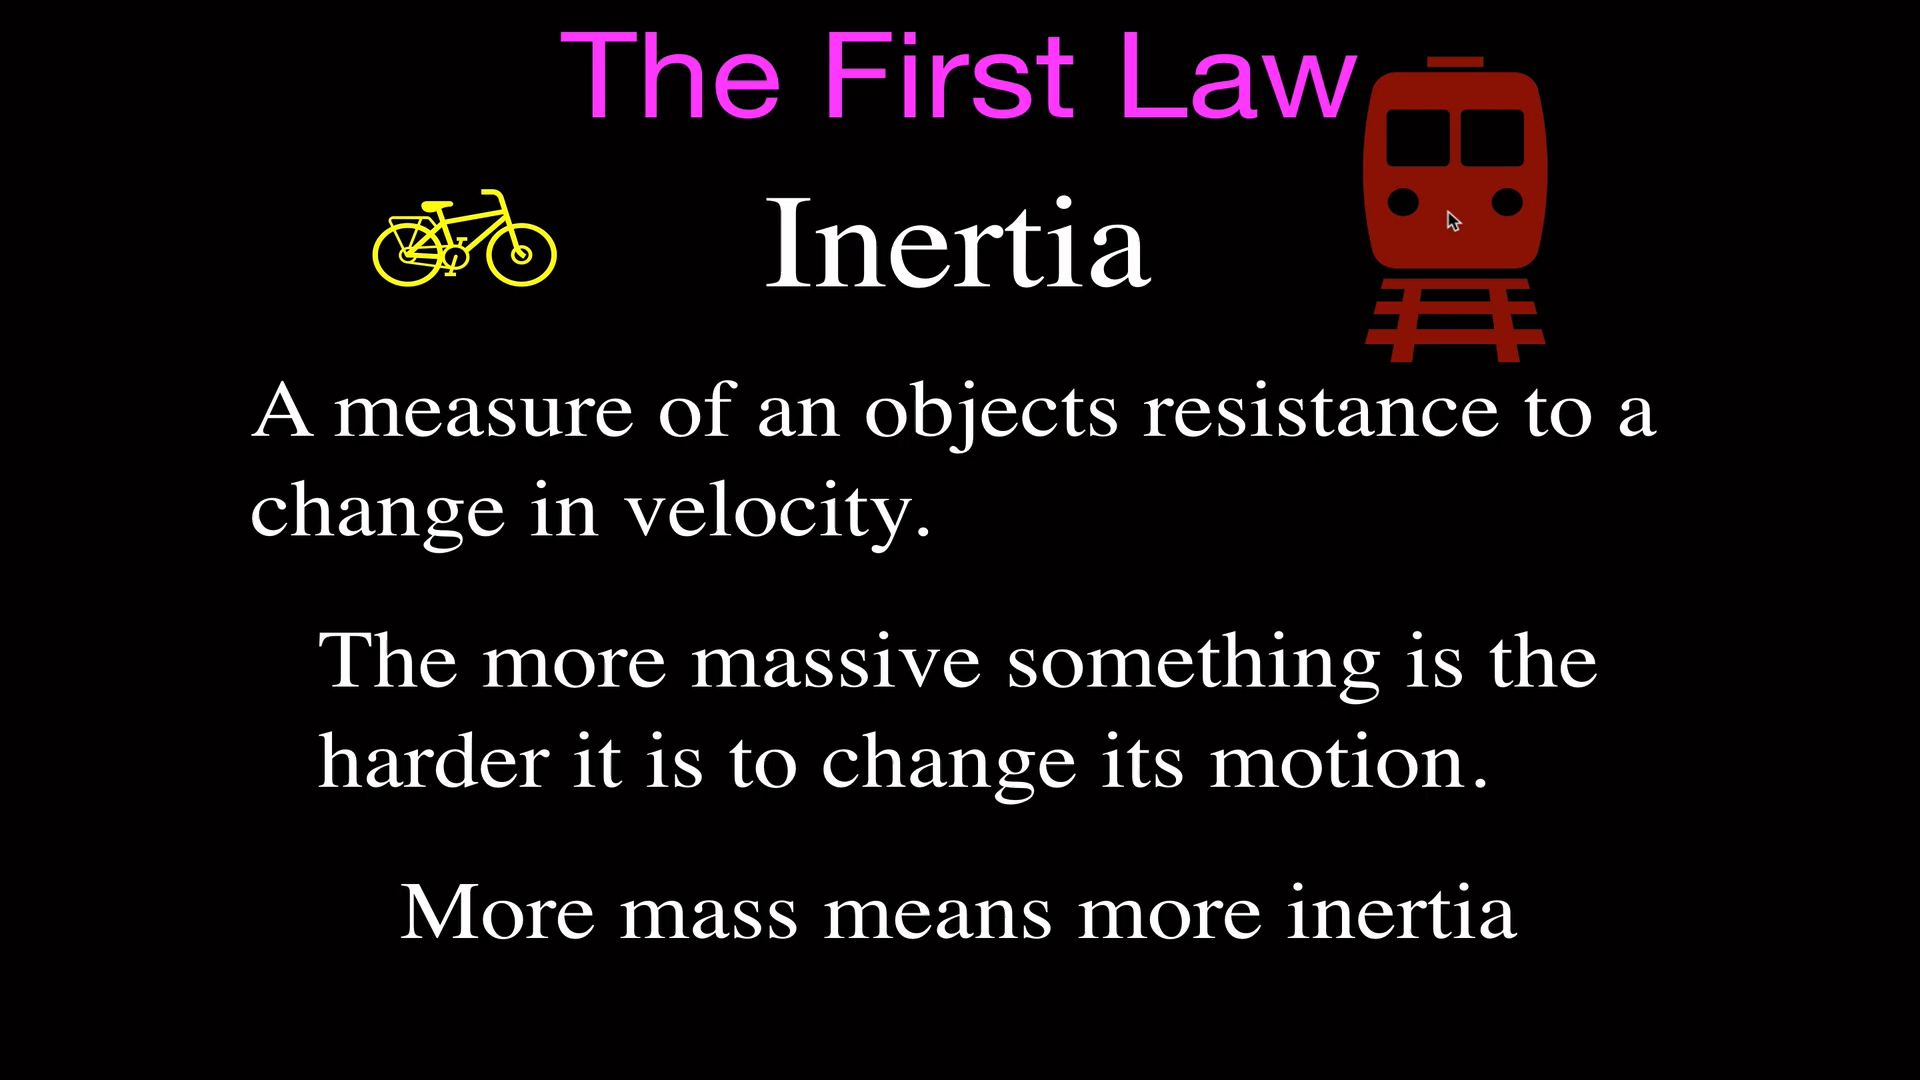 The First Law
Inertia
A measure of an objects resistance to a
change in velocity.
The more massive something is the
harder it is to change its motion.
More mass means more inertia